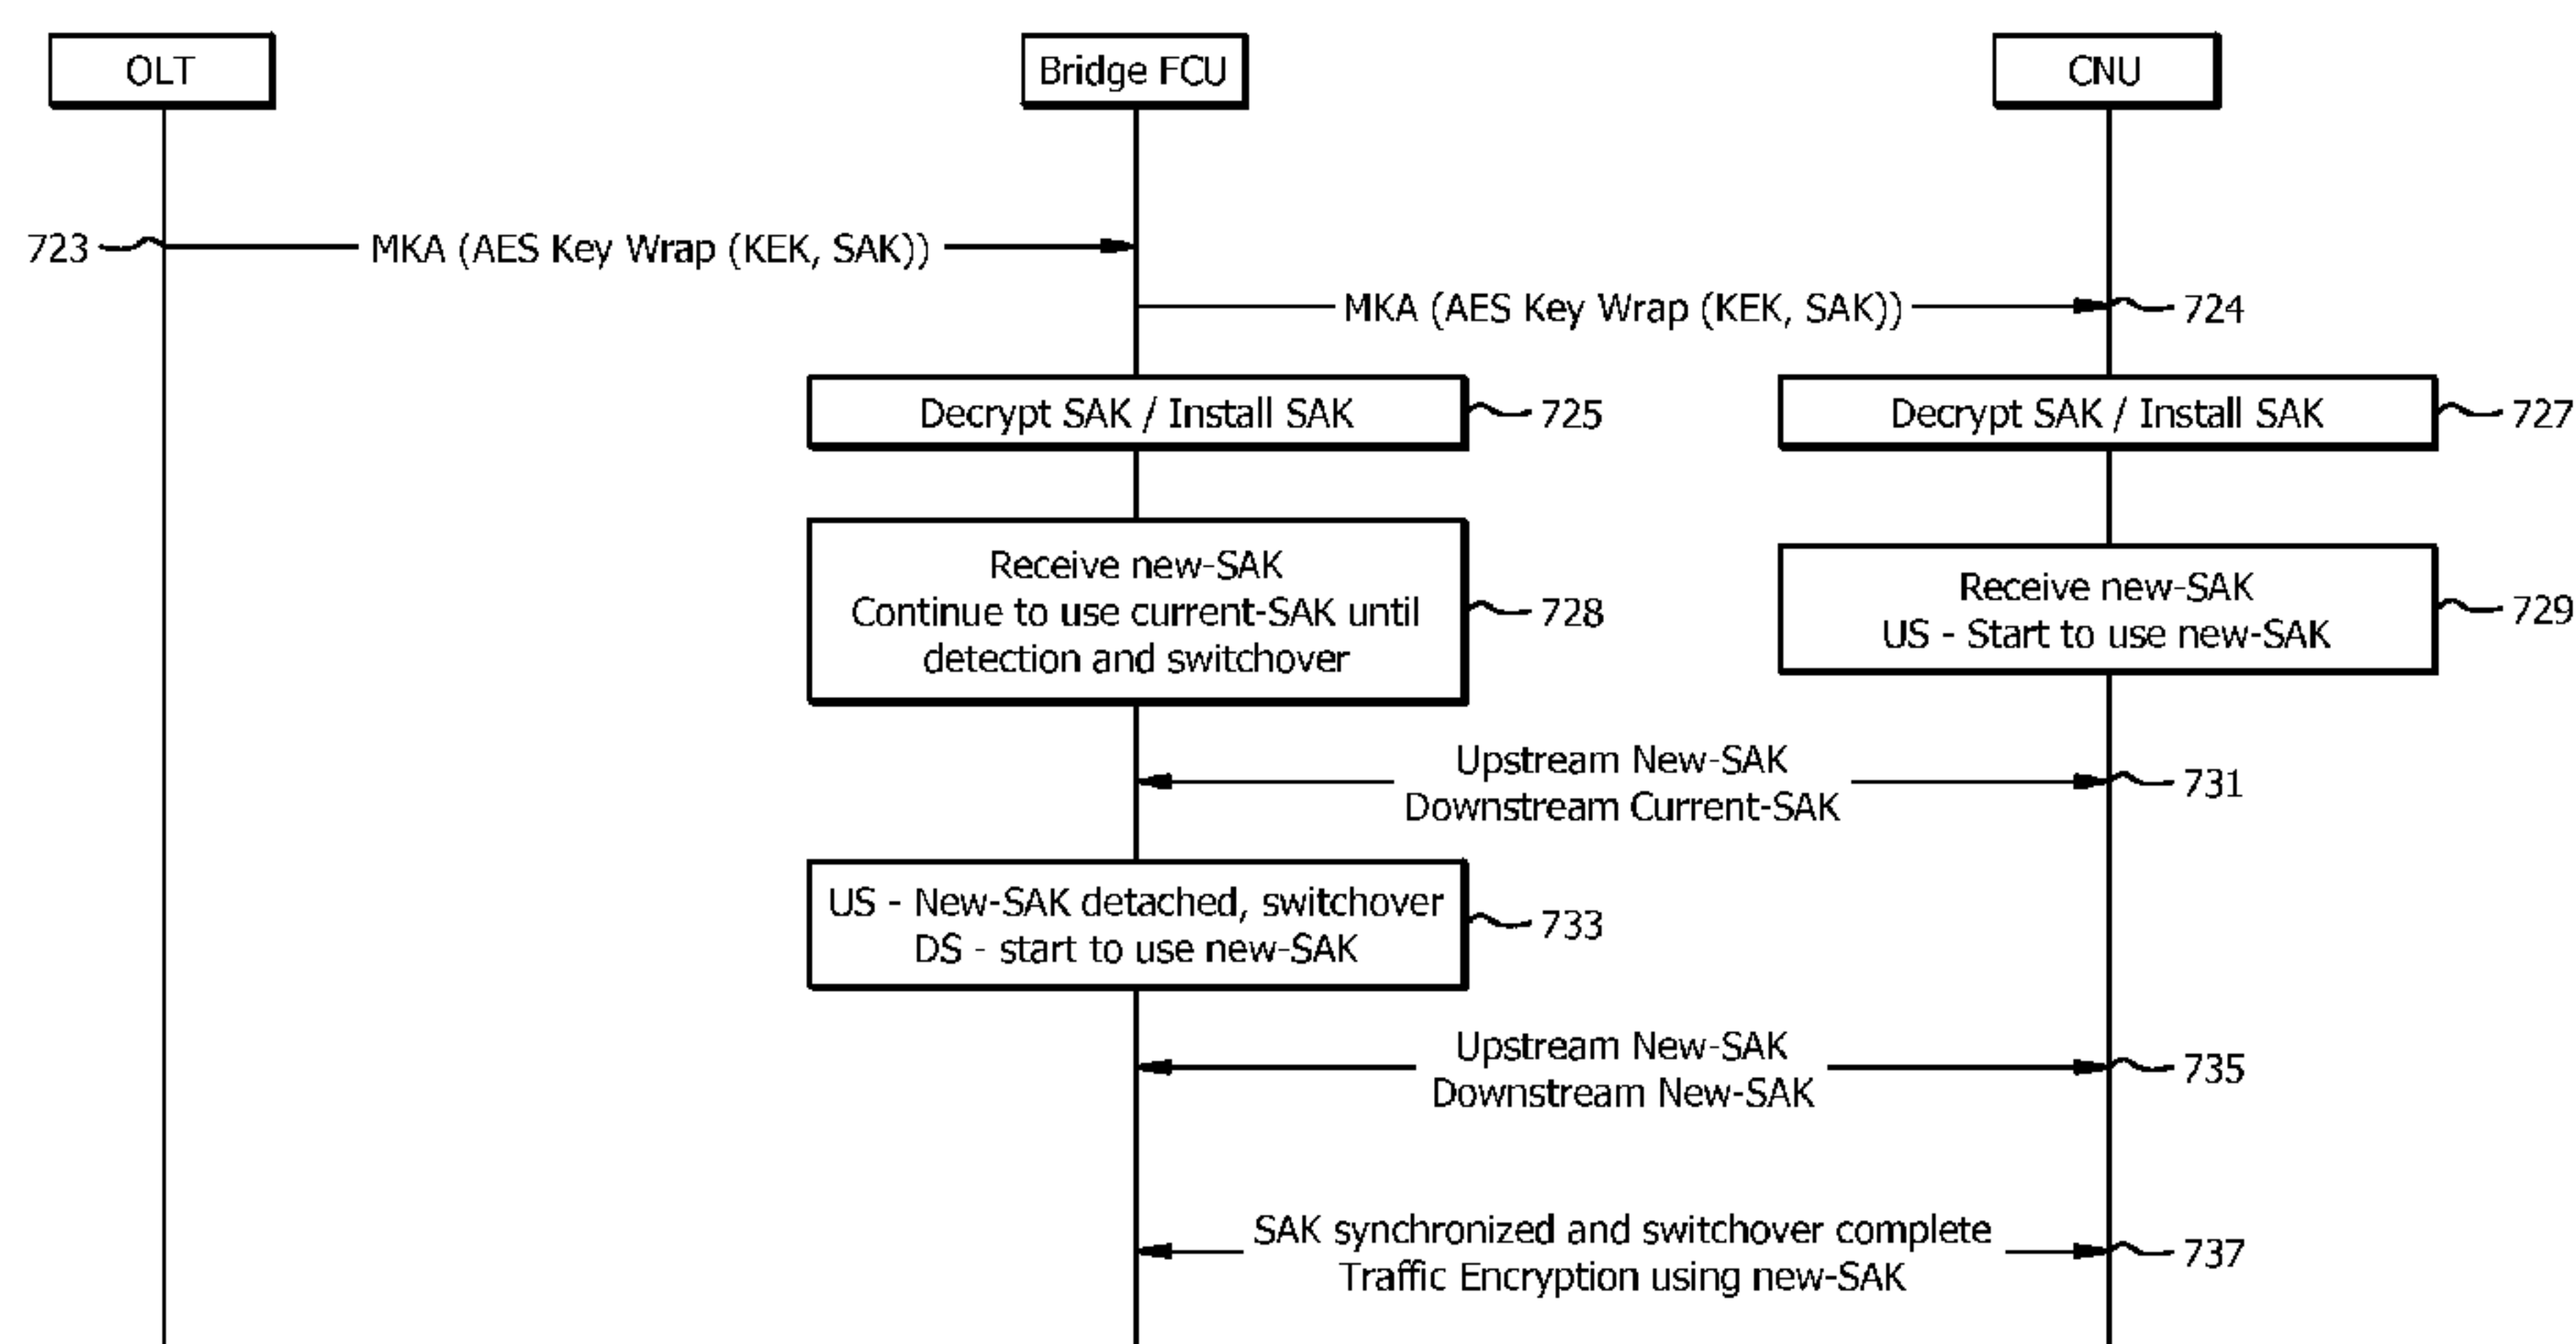 OLT
Bridge FCU
CNU
723
MKA (AES Key Wrap (KEK, SAK))
MKA (AES Key Wrap (KEK, SAK))
724
Decrypt SAK / Install SAK
725
Decrypt SAK / Install SAK
727
Receive new-SAK
Continue to use current-SAK until
detection and switchover
728
Receive new-SAK
US - Start to use new-SAK
729
Upstream New-SAK
Downstream Current-SAK
731
US - New-SAK detached, switchover
DS - start to use new-SAK
733
Upstream New-SAK
Downstream New-SAK
735
SAK synchronized and switchover complete
Traffic Encryption using new-SAK
737